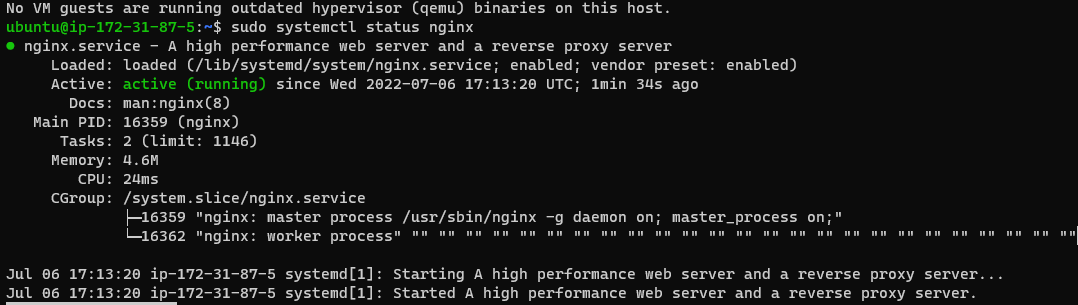 No VM guests are running outdated hypervisor (qemu) binaries on this host.
ubuntu@ip-172-31-87-5:~$ sudo systemctl status nginx
● nginx.service - A high performance web server and a reverse proxy server
Loaded: loaded (/lib/systemd/system/nginx.service; enabled; vendor preset: enabled)
Active: active (running) since Wed 2022-07-06 17:13:20 UTC; 1min 34s ago
Docs: man:nginx(8)
Main PID: 16359 (nginx)
Tasks: 2 (limit: 1146)
Memory: 4.6M
CPU: 24ms
CGroup: /system.slice/nginx.service
├─16359 "nginx: master process /usr/sbin/nginx -g daemon on; master_process on;"
└─16362 "nginx: worker process" "" "" "" "" "" "" "" "" "" "" "" "" "" "" "" "" "" "" "" "" "" "" "" "" ""
Jul 06 17:13:20 ip-172-31-87-5 systemd[1]: Starting A high performance web server and a reverse proxy server...
Jul 06 17:13:20 ip-172-31-87-5 systemd[1]: Started A high performance web server and a reverse proxy server.